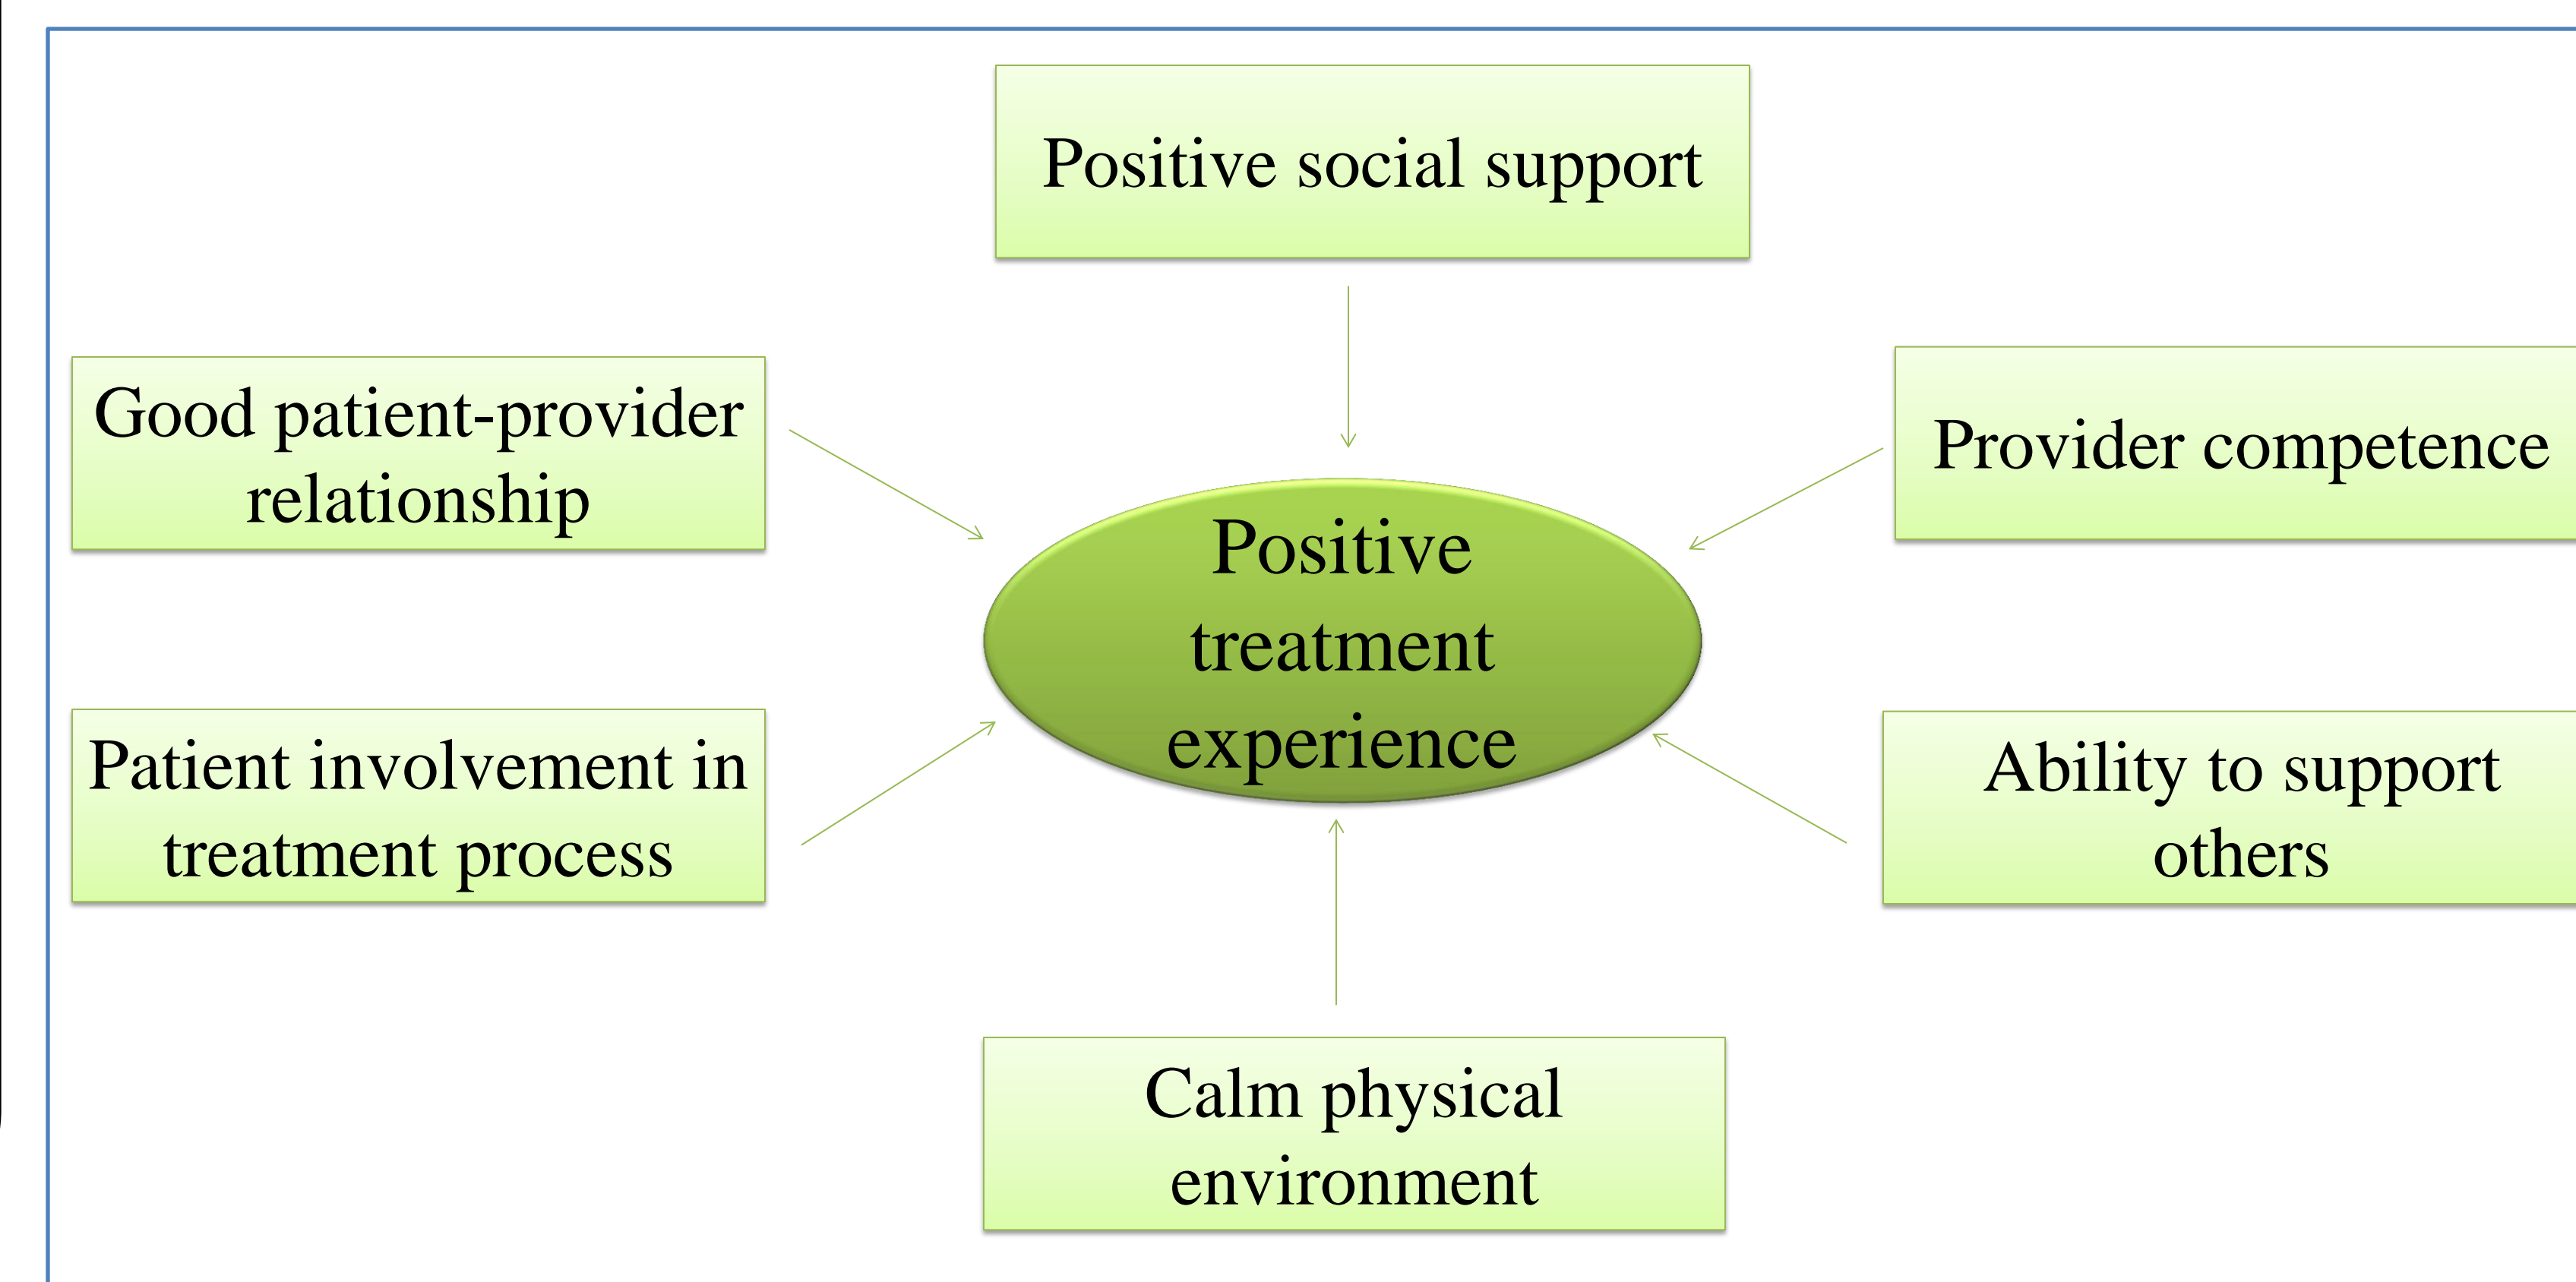 Positive social support
Good patient-provider
relationship
Provider competence
Positive
treatment
experience
Patient involvement in
treatment process
Ability to support
others
Calm physical
environment